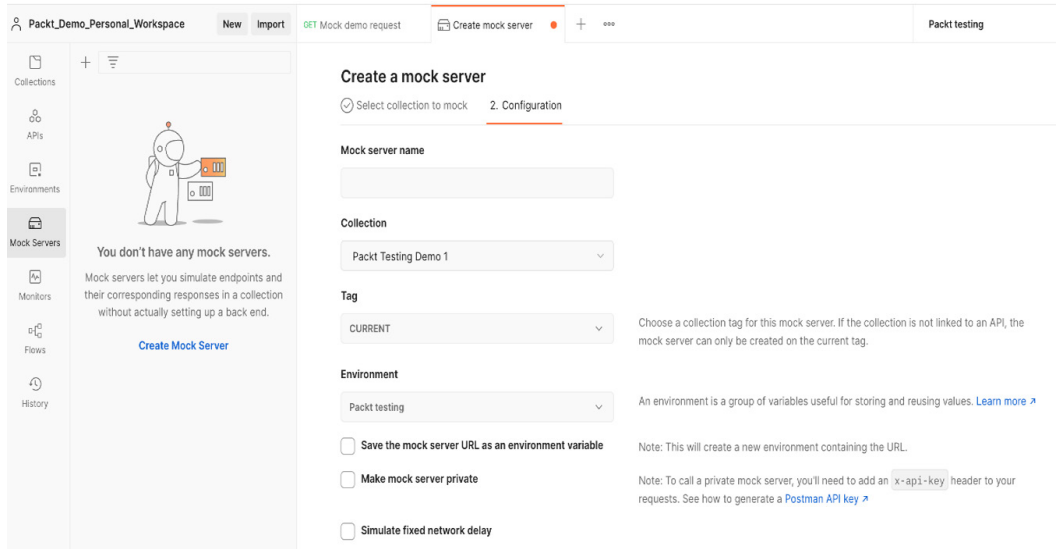 Packt_Demo_Personal_Workspace New Import
GET Mock demo request Create mock server
Packt testing
Collections
APIs
Environments
Mock Servers
Monitors
Flows
History
You don't have any mock servers.
Mock servers let you simulate endpoints and
their corresponding responses in a collection
without actually setting up a back end.
Create Mock Server
Create a mock server
Select collection to mock 2. Configuration
Mock server name
Collection
Packt Testing Demo 1
Tag
CURRENT
Choose a collection tag for this mock server. If the collection is not linked to an API, the
mock server can only be created on the current tag.
Environment
Packt testing
An environment is a group of variables useful for storing and reusing values. Learn more ↗
Save the mock server URL as an environment variable
Note: This will create a new environment containing the URL.
Make mock server private
Note: To call a private mock server, you'll need to add an x-api-key header to your
requests. See how to generate a Postman API key ↗
Simulate fixed network delay